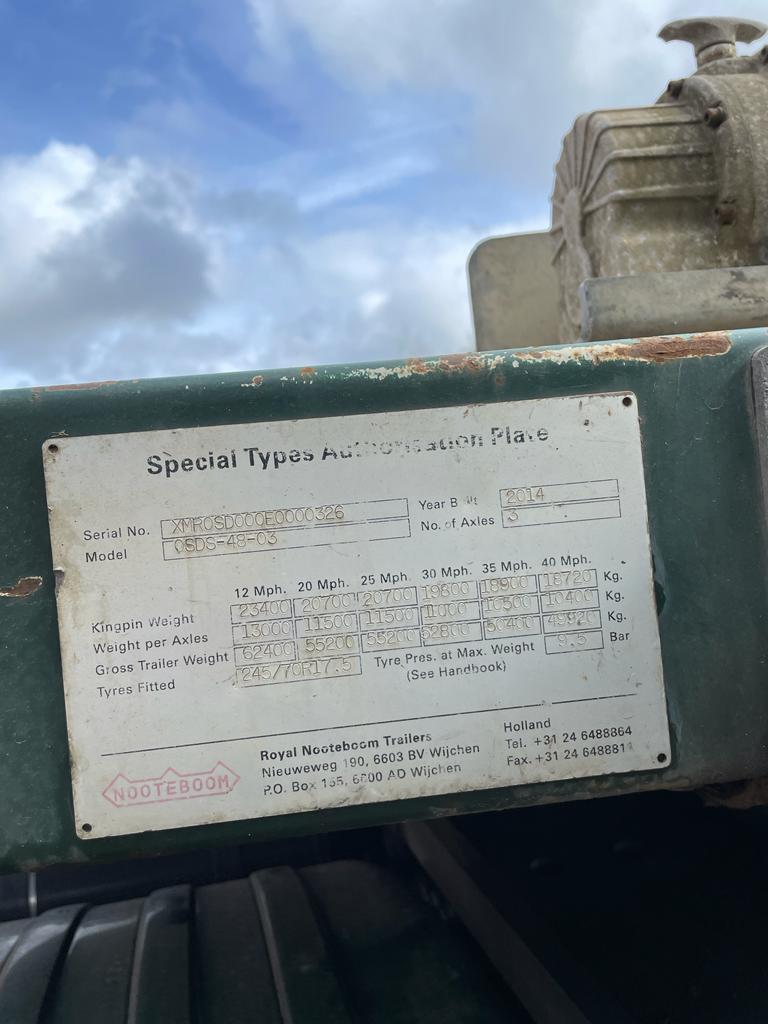 Special Types Authorisation Plate
Serial No. XMROSD000E0000326 Year Built 2014
Model OSDS-48-03 No. of Axles 3
12 Mph. 20 Mph. 25 Mph. 30 Mph. 35 Mph. 40 Mph.
Kingpin Weight 23400 20700 20700 19800 18900 18720 Kg.
Weight per Axles 13000 11500 11500 11000 10500 10400 Kg.
Gross Trailer Weight 62400 55200 55200 52800 50400 49920 Kg.
Tyres Fitted 245/70R17.5 Tyre Pres. at Max. Weight 9.5 Bar
(See Handbook)
NOOTEBOOM
Royal Nooteboom Trailers Holland
Nieuweweg 190, 6603 BV Wijchen Tel. +31 24 6488864
P.O. Box 155, 6600 AD Wijchen Fax. +31 24 6488811